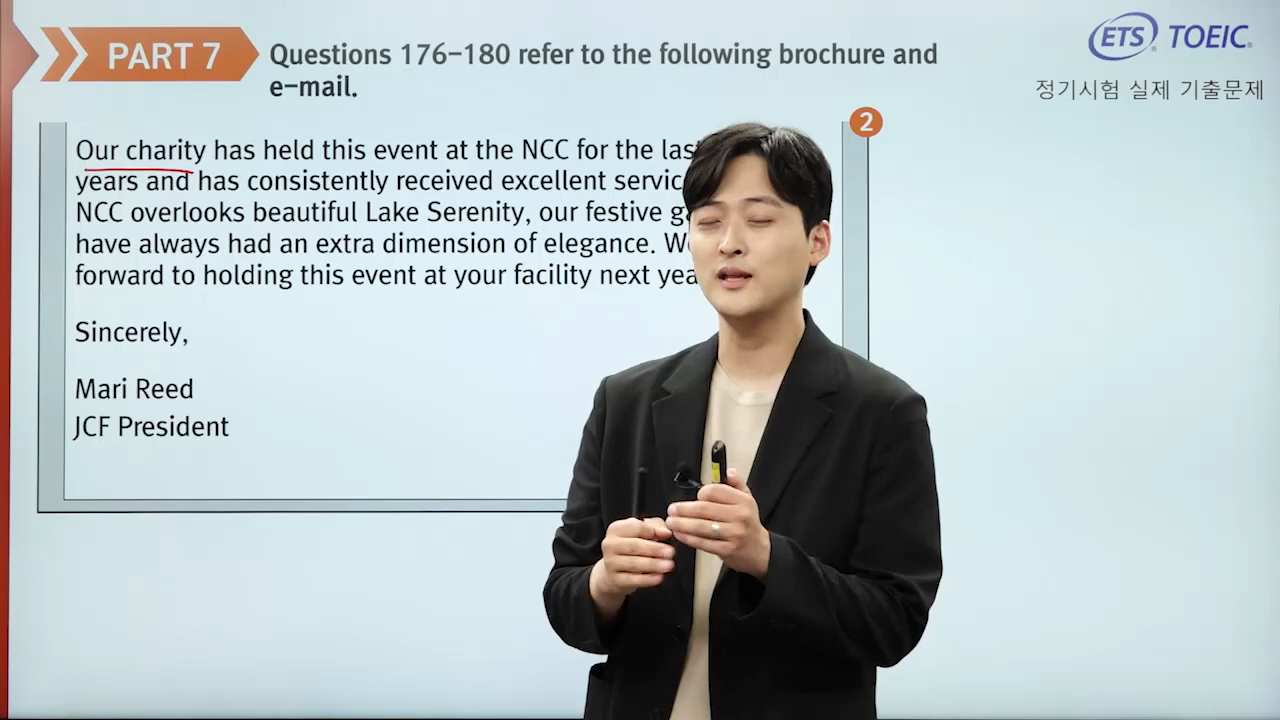 PART 7
Questions 176–180 refer to the following brochure and
e–mail.
ETS TOEIC
정기시험 실제 기출문제
2
Our charity has held this event at the NCC for the
years and has consistently received excellent
NCC overlooks beautiful Lake Serenity, our festive
have always had an extra dimension of elegance.
forward to holding this event at your facility next
Sincerely,
Mari Reed
JCF President